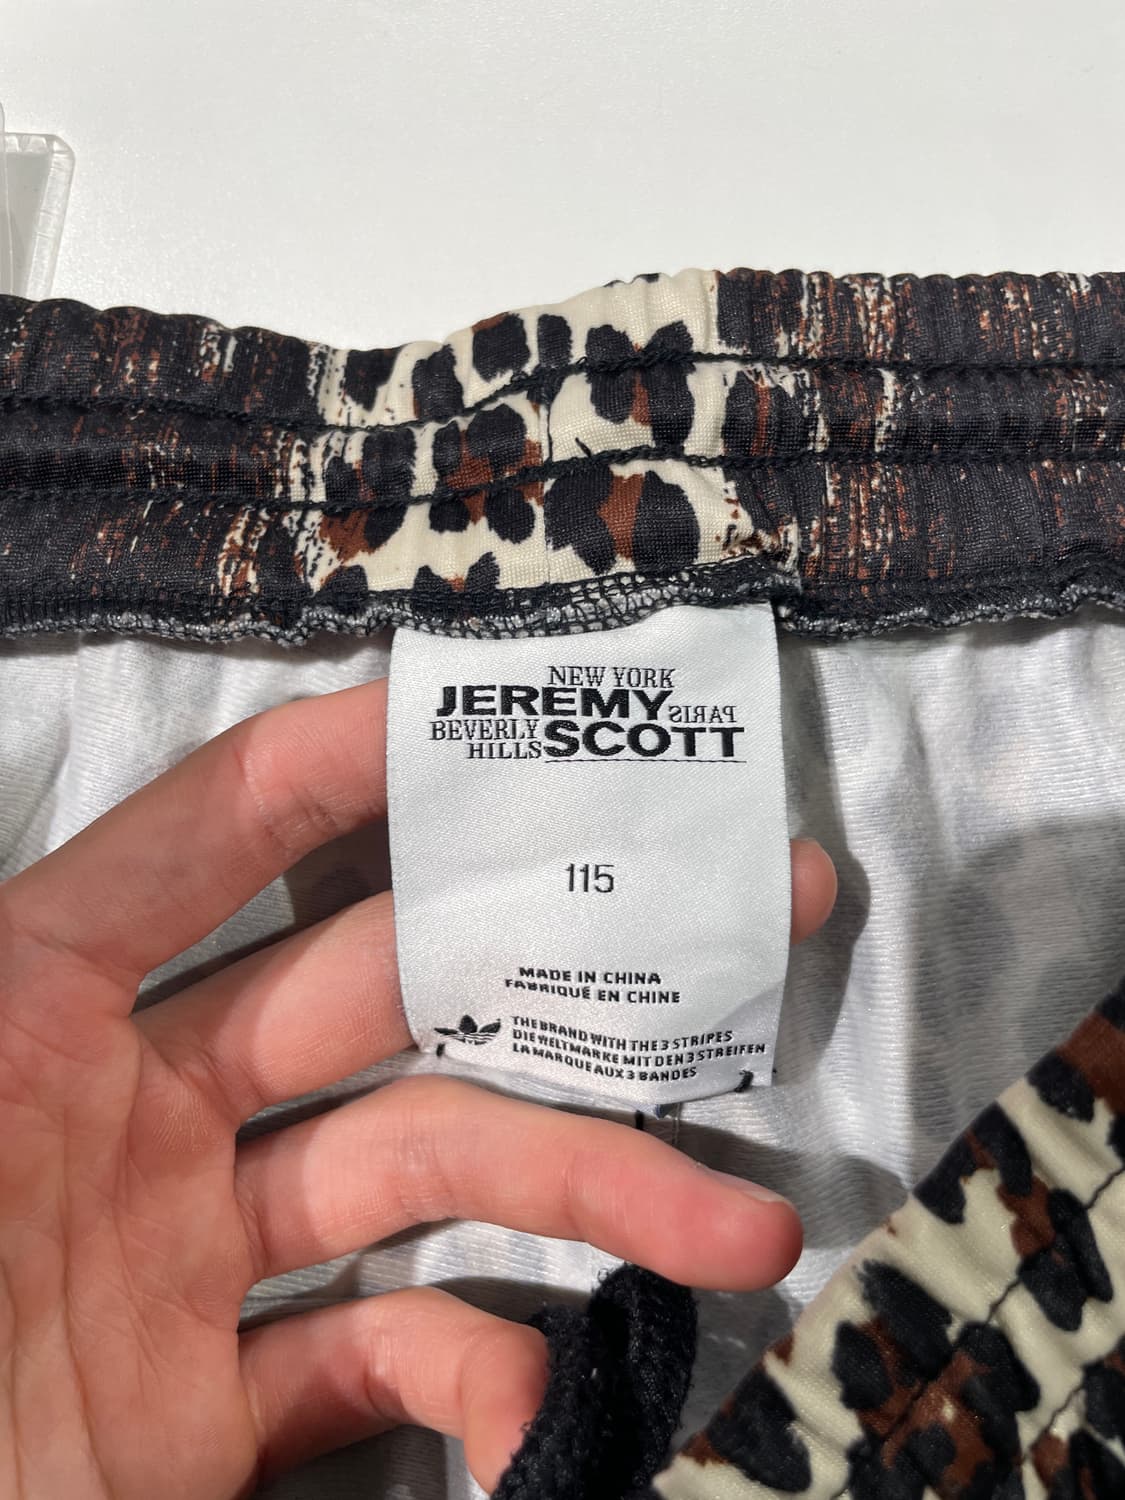 NEW YORK
JEREMY
PARIS
BEVERLY
HILLS
SCOTT
115
MADE IN CHINA
FABRIQUÉ EN CHINE
THE BRAND WITH THE 3 STRIPES
DIE WELTMARKE MIT DEN 3 STREIFEN
LA MARQUE AUX 3 BANDES